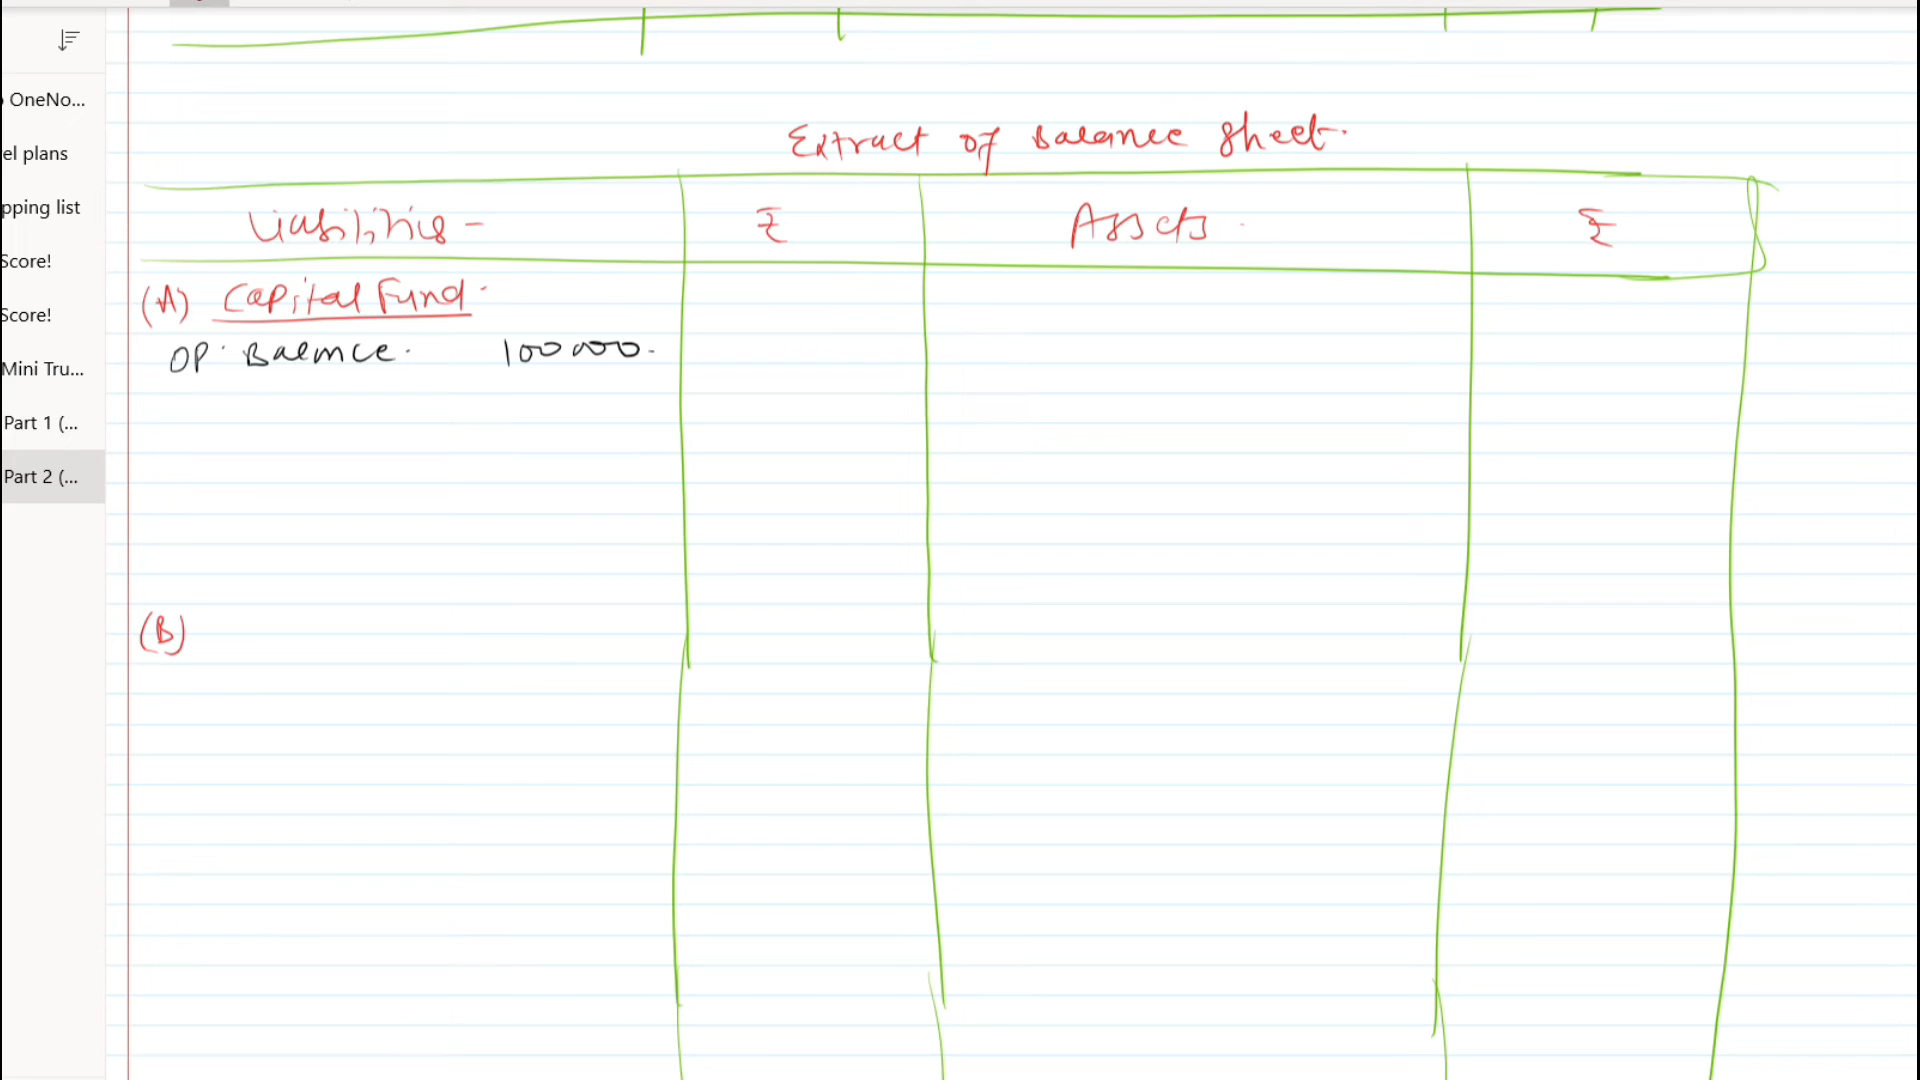 OneNo...
el plans
pping list
Score!
Score!
Mini Tru...
Part 1 (...
Part 2 (...
Extract of Balance Sheet.
Liabilities - ₹ Assets. ₹
(A) Capital Fund.
OP. Balance. 100000.
(B)